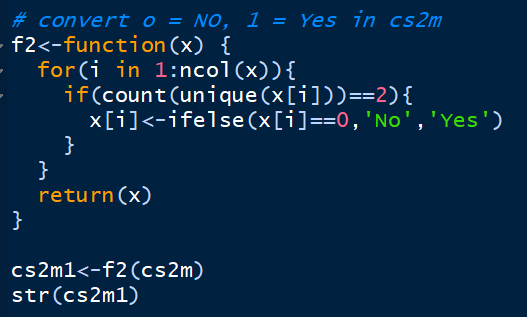 # convert o = NO, 1 = Yes in cs2m
f2<-function(x) {
  for(i in 1:ncol(x)){
    if(count(unique(x[i]))==2){
      x[i]<-ifelse(x[i]==0,'No','Yes')
    }
  }
  return(x)
}

cs2m1<-f2(cs2m)
str(cs2m1)